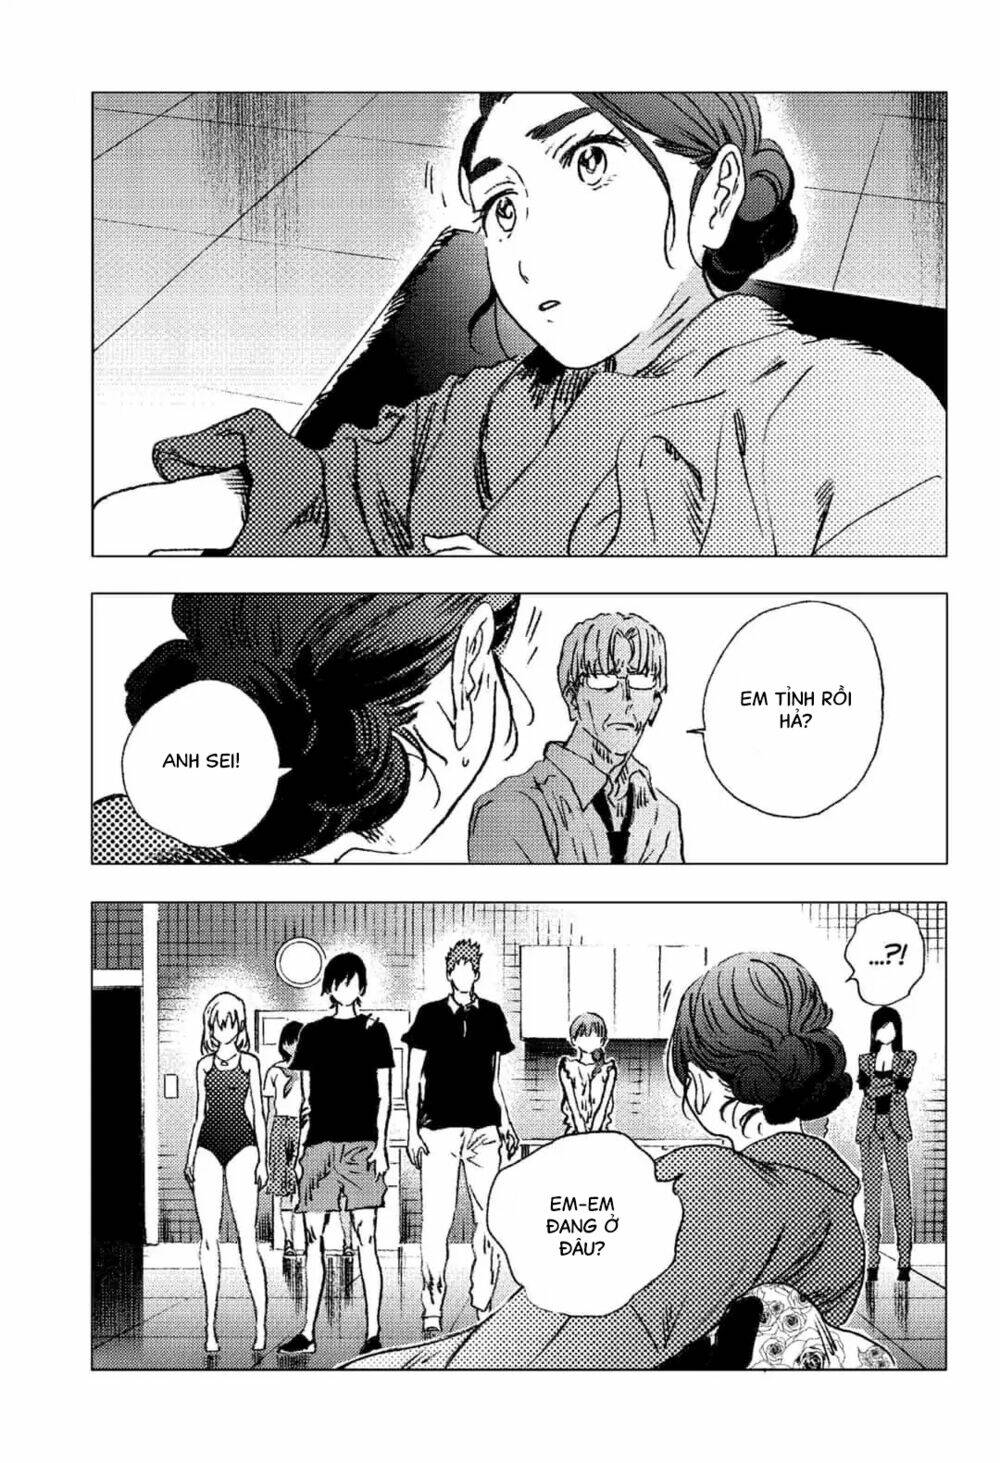 EM TỈNH RỒI
HẢ?
ANH SEI!
...?!
EM-EM
ĐANG Ở
ĐÂU?